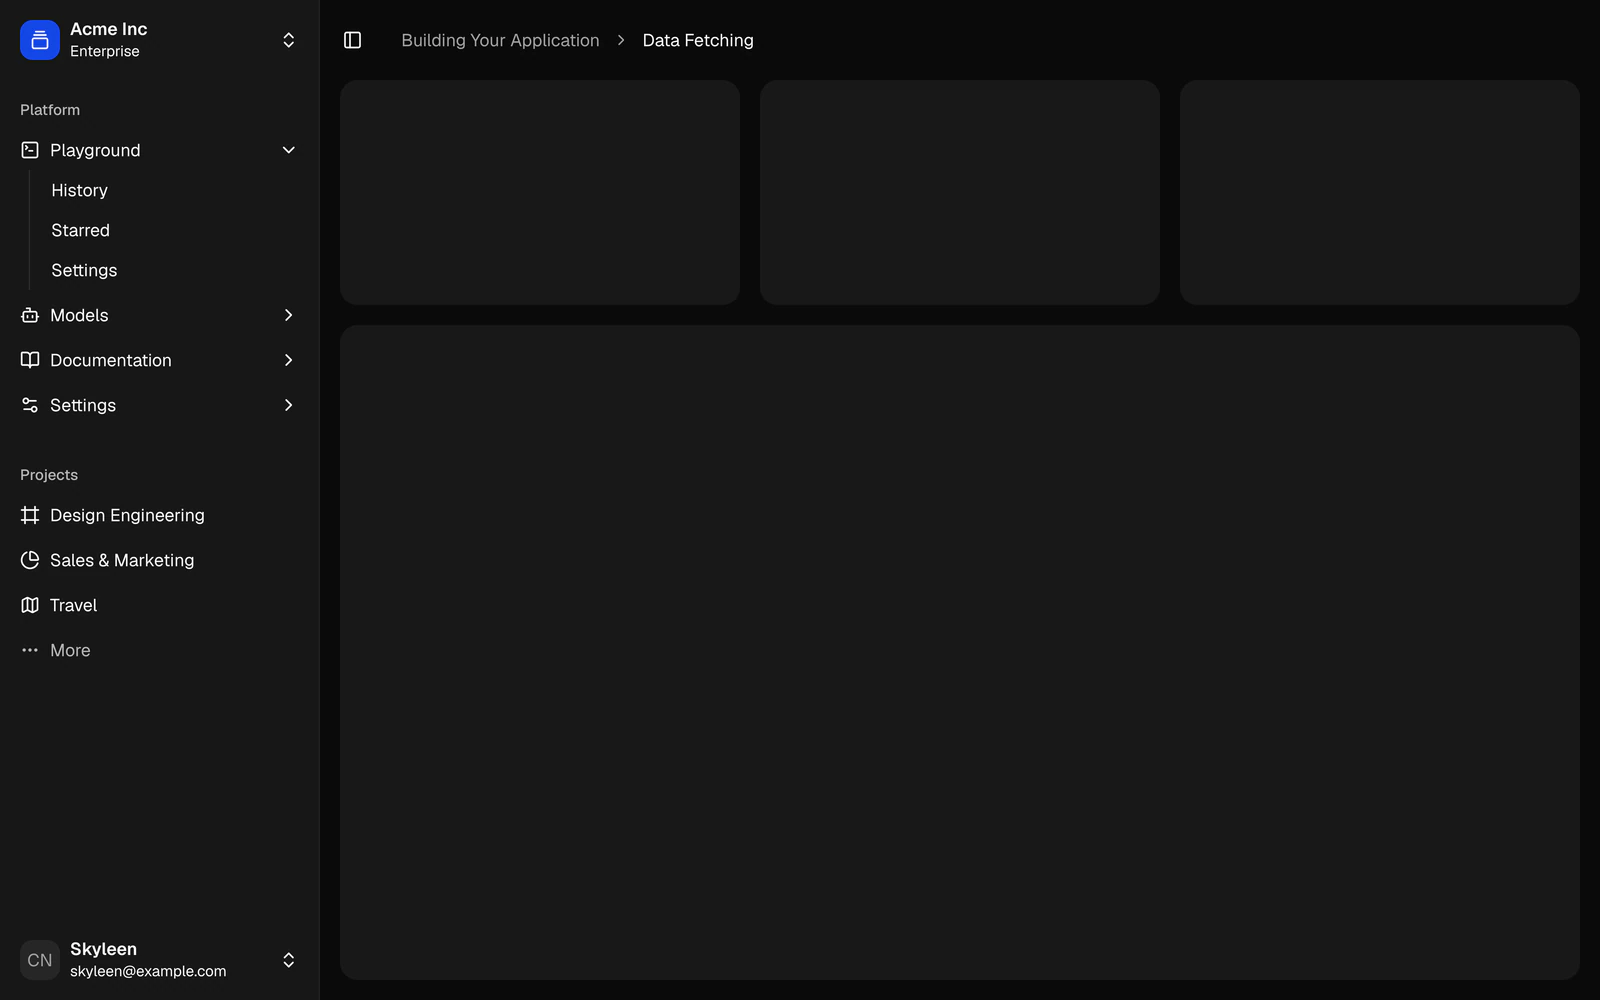 Acme Inc
Enterprise
Platform
Playground
History
Starred
Settings
Models
Documentation
Settings
Projects
Design Engineering
Sales & Marketing
Travel
More
CN
Skyleen
skyleen@example.com
Building Your Application
Data Fetching